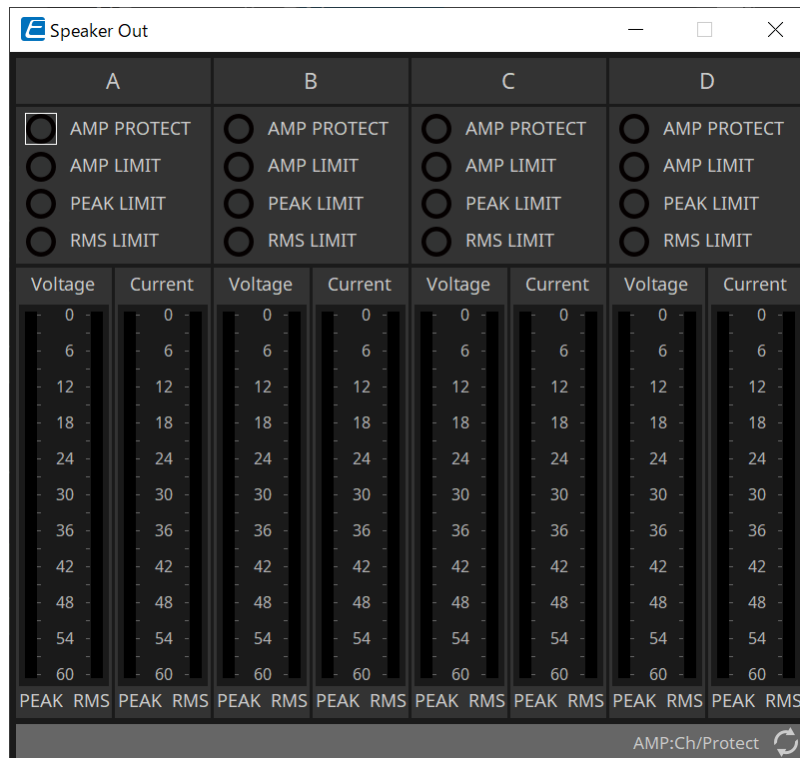 Speaker Out
A B C D
AMP PROTECT AMP PROTECT AMP PROTECT AMP PROTECT
AMP LIMIT AMP LIMIT AMP LIMIT AMP LIMIT
PEAK LIMIT PEAK LIMIT PEAK LIMIT PEAK LIMIT
RMS LIMIT RMS LIMIT RMS LIMIT RMS LIMIT
Voltage Current Voltage Current Voltage Current Voltage Current
0 0 0 0 0 0 0 0
6 6 6 6 6 6 6 6
12 12 12 12 12 12 12 12
18 18 18 18 18 18 18 18
24 24 24 24 24 24 24 24
30 30 30 30 30 30 30 30
36 36 36 36 36 36 36 36
42 42 42 42 42 42 42 42
48 48 48 48 48 48 48 48
54 54 54 54 54 54 54 54
60 60 60 60 60 60 60 60
PEAK RMS PEAK RMS PEAK RMS PEAK RMS PEAK RMS PEAK RMS PEAK RMS PEAK RMS
AMP:Ch/Protect